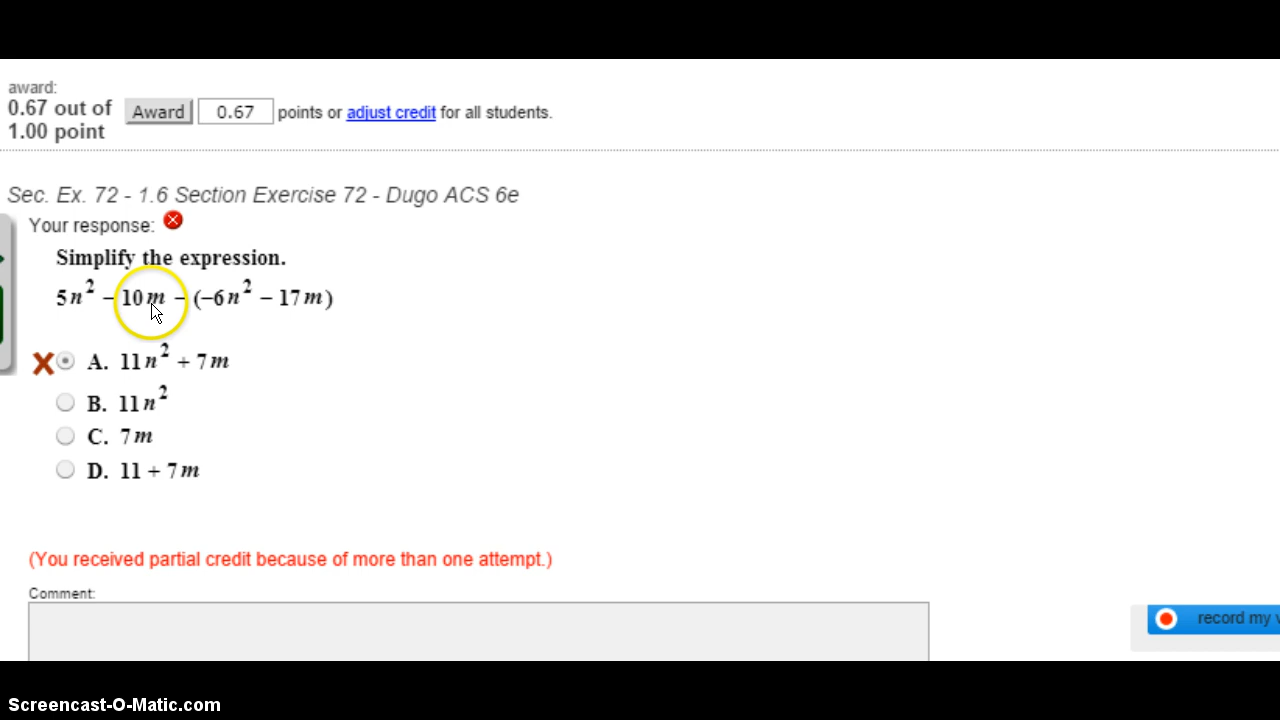 award:
0.67 out of
1.00 point
Award 0.67 points or adjust credit for all students.
Sec. Ex. 72 - 1.6 Section Exercise 72 - Dugo ACS 6e
Your response:
Simplify the expression.
5n² − 10m − (−6n² − 17m)
A. 11n² + 7m
B. 11n²
C. 7m
D. 11 + 7m
(You received partial credit because of more than one attempt.)
Comment:
record my
Screencast-O-Matic.com